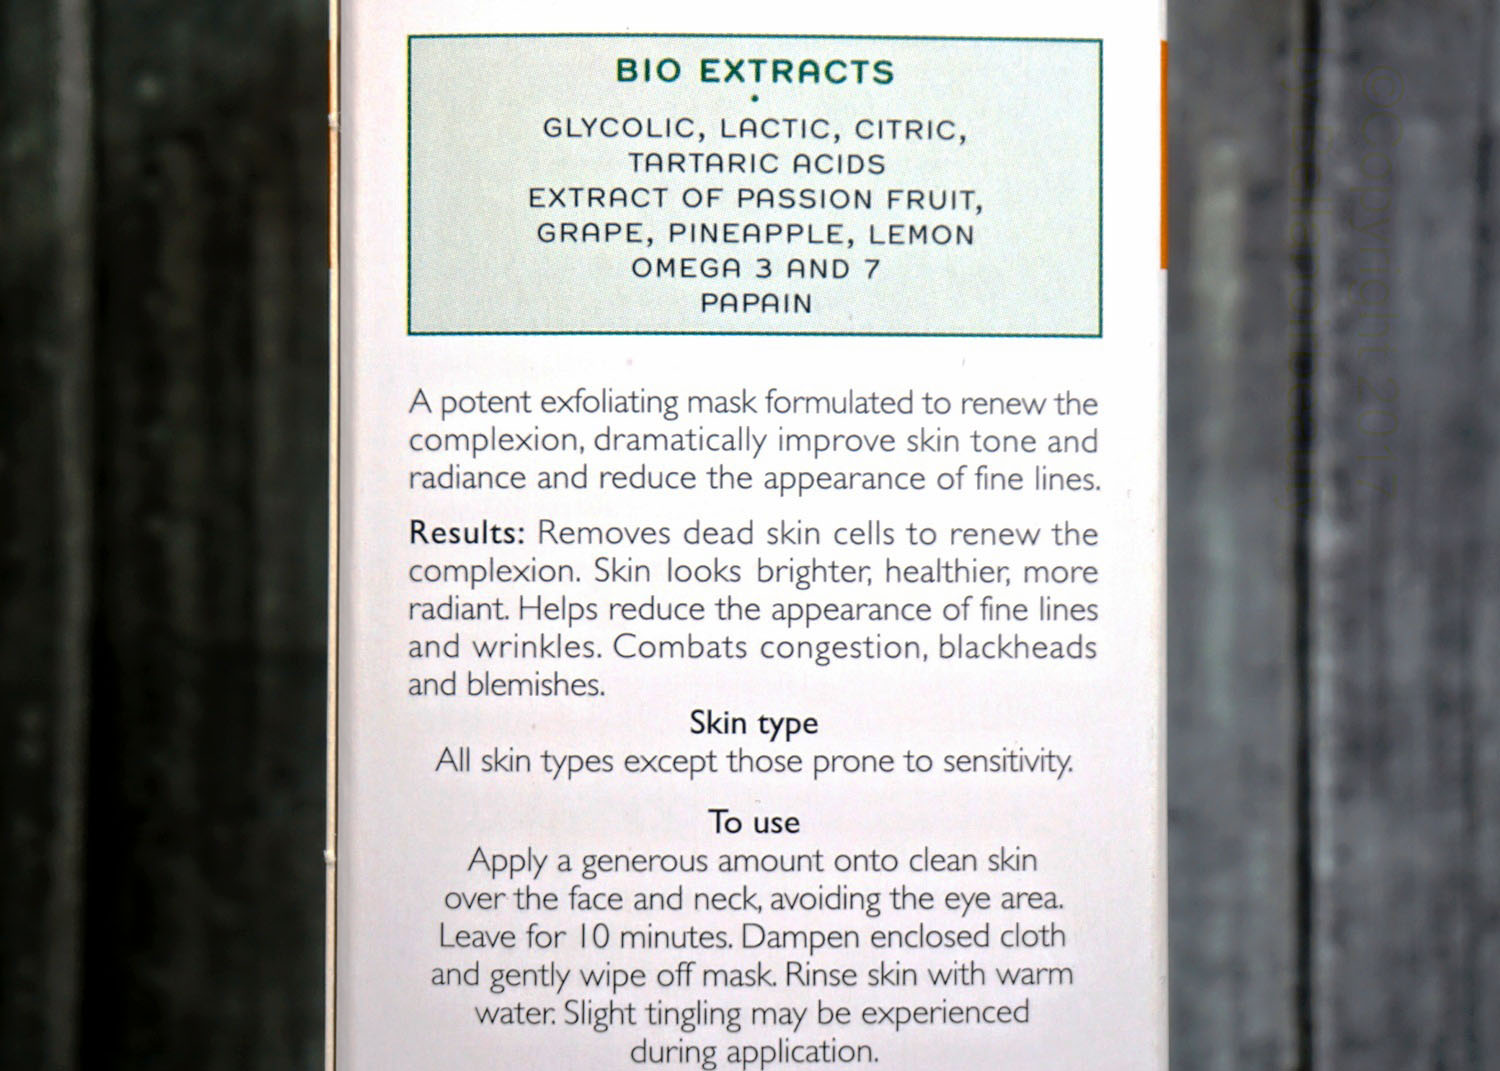 BIO EXTRACTS
•
GLYCOLIC, LACTIC, CITRIC,
TARTARIC ACIDS
EXTRACT OF PASSION FRUIT,
GRAPE, PINEAPPLE, LEMON
OMEGA 3 AND 7
PAPAIN
A potent exfoliating mask formulated to renew the
complexion, dramatically improve skin tone and
radiance and reduce the appearance of fine lines.
Results: Removes dead skin cells to renew the
complexion. Skin looks brighter, healthier, more
radiant. Helps reduce the appearance of fine lines
and wrinkles. Combats congestion, blackheads
and blemishes.
Skin type
All skin types except those prone to sensitivity.
To use
Apply a generous amount onto clean skin
over the face and neck, avoiding the eye area.
Leave for 10 minutes. Dampen enclosed cloth
and gently wipe off mask. Rinse skin with warm
water. Slight tingling may be experienced
during application.